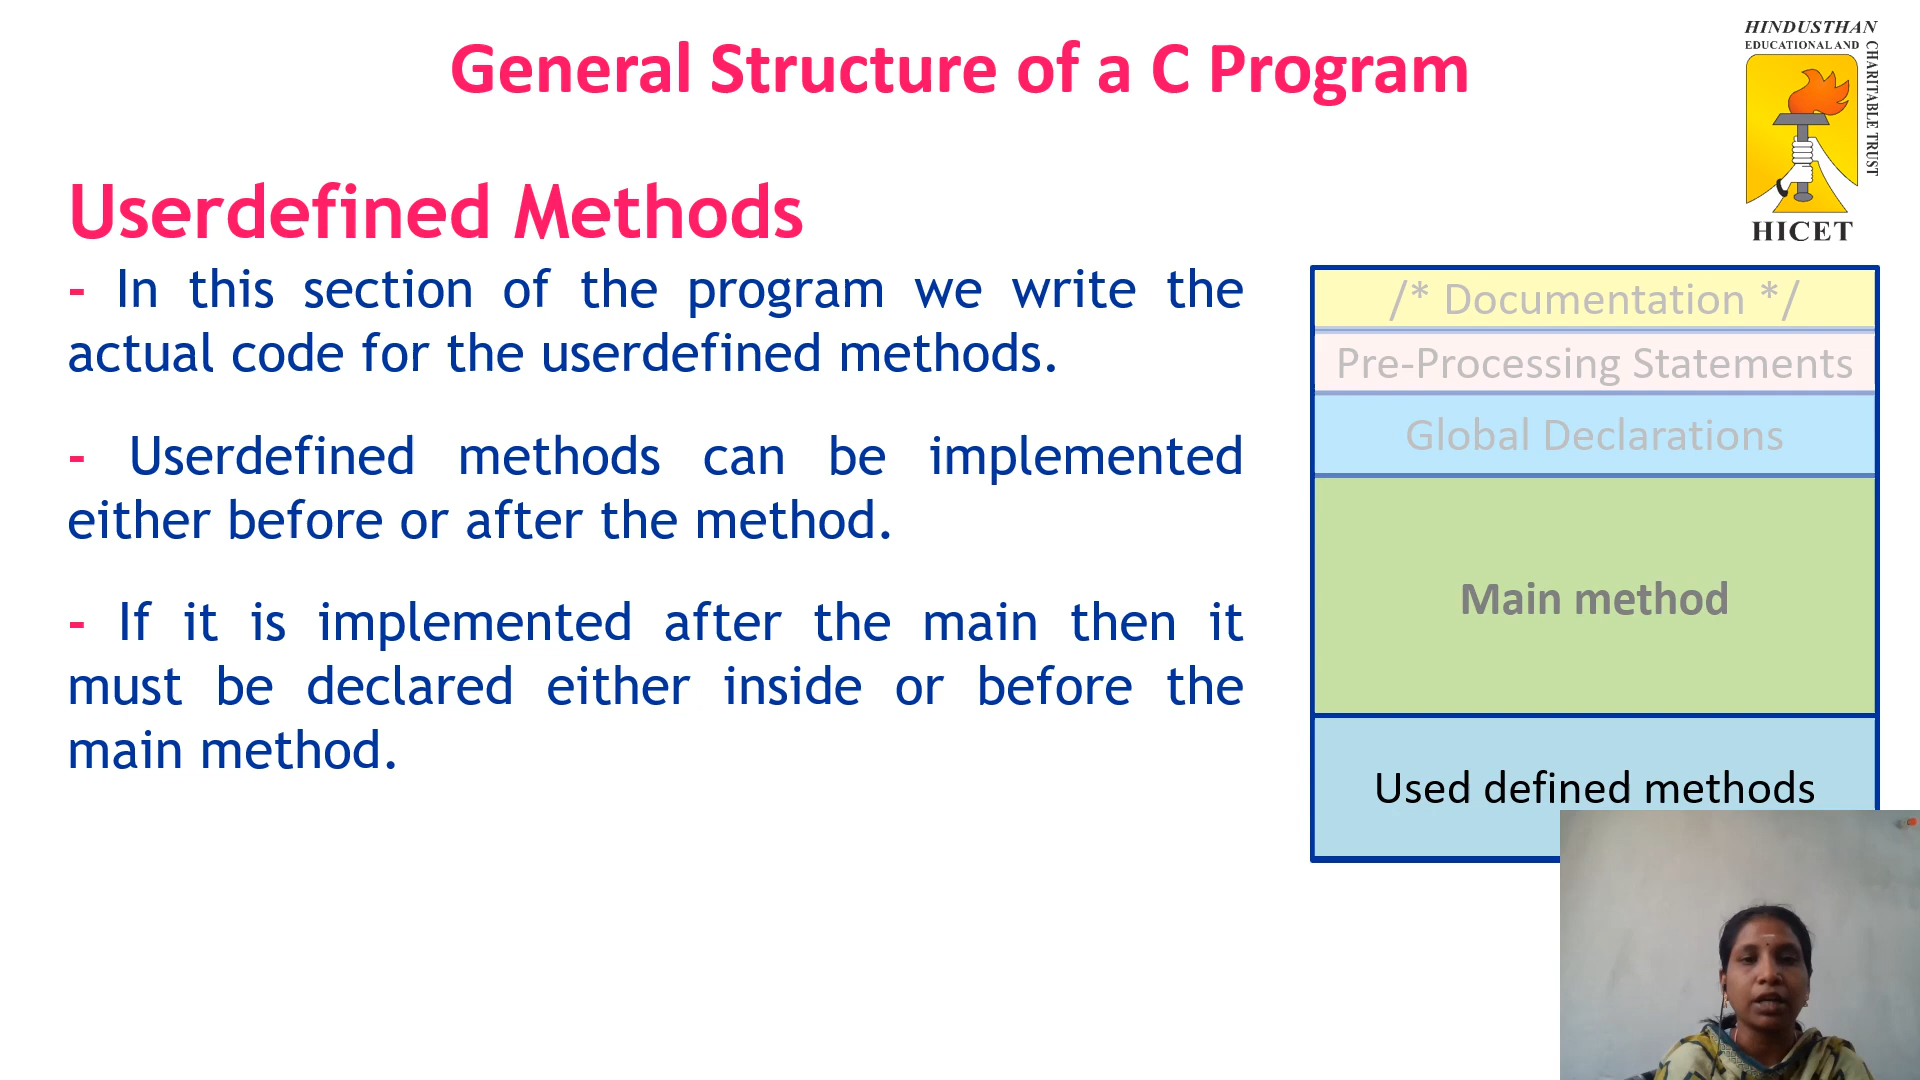 General Structure of a C Program
HINDUSTHAN
EDUCATIONAL AND
CHARITABLE TRUST
HICET
Userdefined Methods
- In this section of the program we write the
actual code for the userdefined methods.
- Userdefined methods can be implemented
either before or after the method.
- If it is implemented after the main then it
must be declared either inside or before the
main method.
/* Documentation */
Pre-Processing Statements
Global Declarations
Main method
Used defined methods